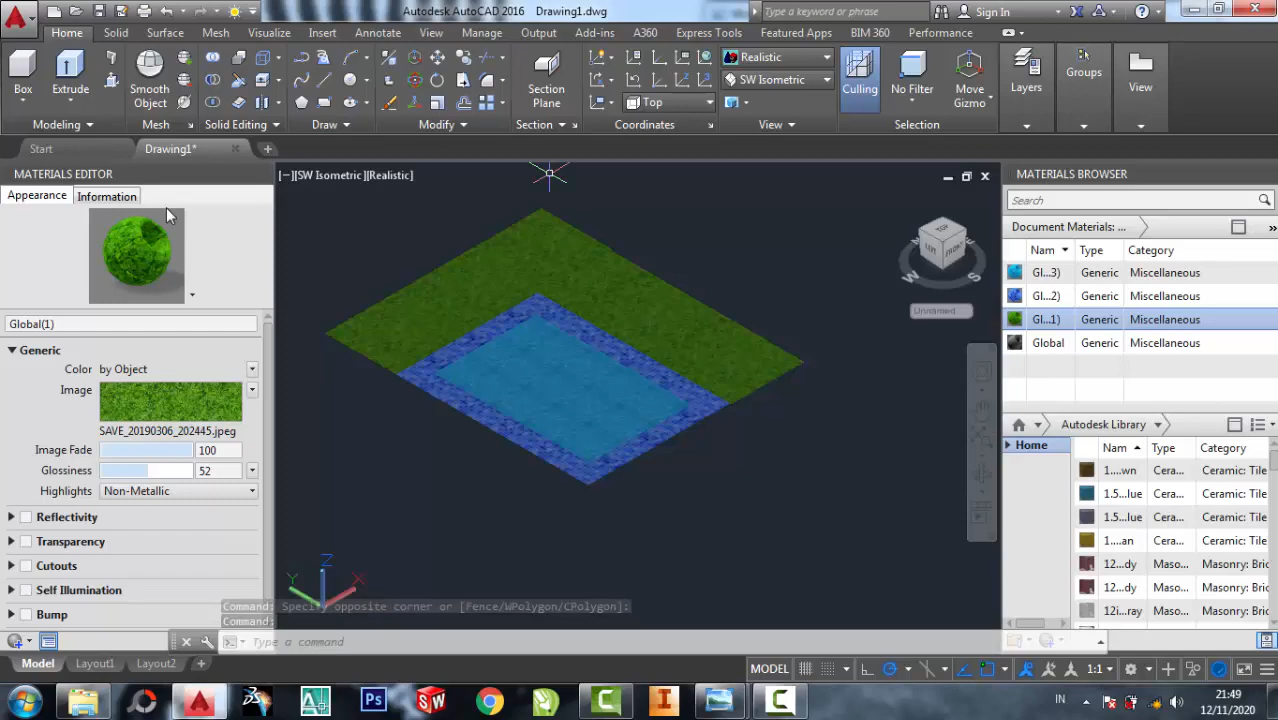 Autodesk AutoCAD 2016 Drawing1.dwg
Type a keyword or phrase
Sign In
Home Solid Surface Mesh Visualize Insert Annotate View Manage Output Add-ins A360 Express Tools Featured Apps BIM 360 Performance
Realistic
SW Isometric
Top
Box Extrude Smooth Object Section Plane Culling No Filter Move Gizmo Layers Groups View
Modeling Mesh Solid Editing Draw Modify Section Coordinates View Selection
Start Drawing1*
MATERIALS EDITOR
Appearance Information
Global(1)
Generic
Color by Object
Image
SAVE_20190306_202445.jpeg
Image Fade 100
Glossiness 52
Highlights Non-Metallic
Reflectivity
Transparency
Cutouts
Self Illumination
Bump
[−][SW Isometric][Realistic]
TOP
LEFT
FRONT
W
S
Unnamed
Z
Y X
Command: Specify opposite corner or [Fence/WPolygon/CPolygon]:
Command:
Type a command
MATERIALS BROWSER
Search
Document Materials: ...
Nam Type Category
Gl...3) Generic Miscellaneous
Gl...2) Generic Miscellaneous
Gl...1) Generic Miscellaneous
Global Generic Miscellaneous
Autodesk Library
Home
Nam Type Category
1....wn Cera... Ceramic: Tile
1.5...lue Cera... Ceramic: Tile
1.5...lue Cera... Ceramic: Tile
1....an Cera... Ceramic: Tile
12...dy Maso... Masonry: Bric
12...dy Maso... Masonry: Bric
12i...ray Maso... Masonry: Bric
Model Layout1 Layout2
MODEL
1:1
Ps
SW
IN
21:49
12/11/2020